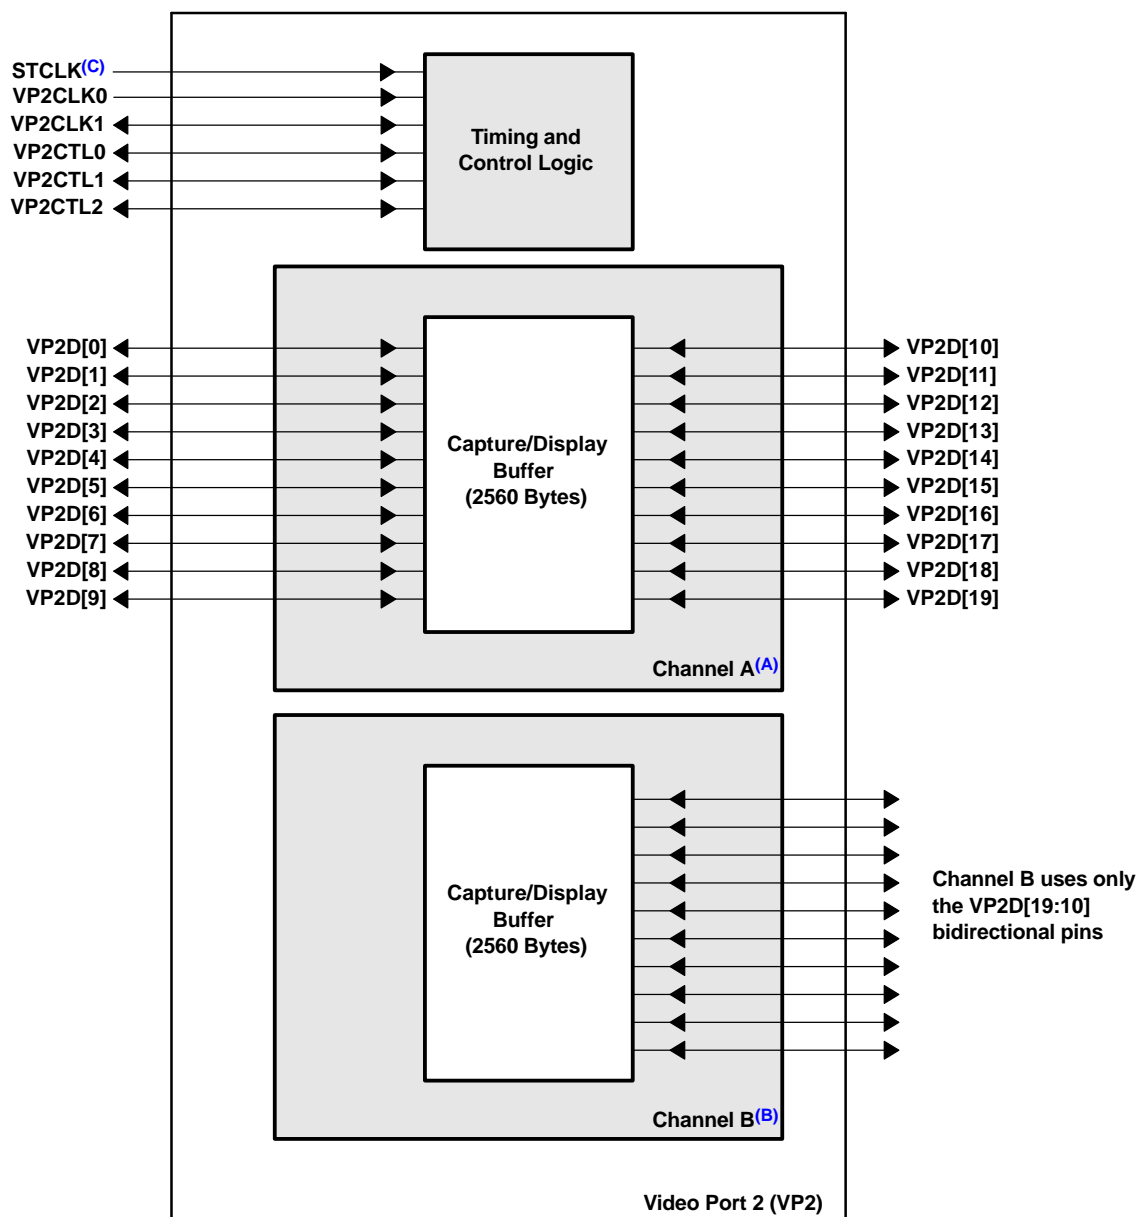 STCLK(C)
VP2CLK0
VP2CLK1
VP2CTL0
VP2CTL1
VP2CTL2
Timing and
Control Logic
VP2D[0]
VP2D[1]
VP2D[2]
VP2D[3]
VP2D[4]
VP2D[5]
VP2D[6]
VP2D[7]
VP2D[8]
VP2D[9]
Capture/Display
Buffer
(2560 Bytes)
VP2D[10]
VP2D[11]
VP2D[12]
VP2D[13]
VP2D[14]
VP2D[15]
VP2D[16]
VP2D[17]
VP2D[18]
VP2D[19]
Channel A(A)
Capture/Display
Buffer
(2560 Bytes)
Channel B uses only
the VP2D[19:10]
bidirectional pins
Channel B(B)
Video Port 2 (VP2)